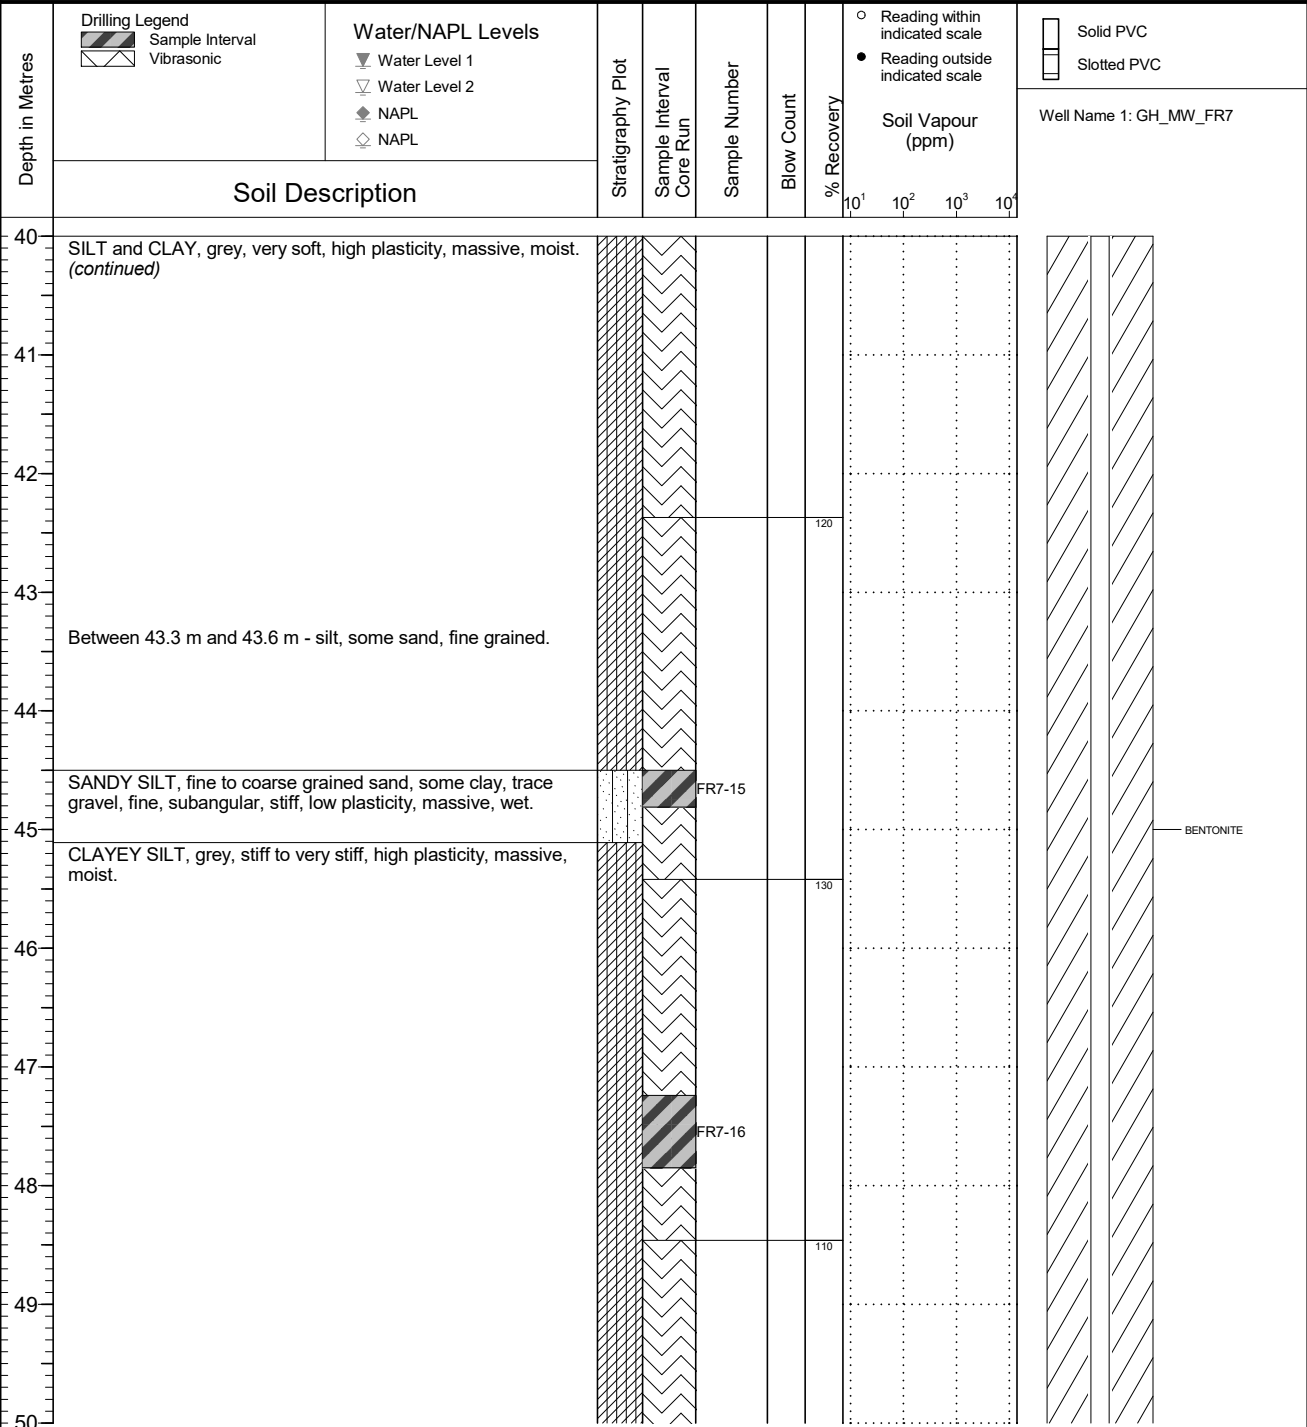 Depth in Metres
Drilling Legend
Sample Interval
Vibrasonic
Water/NAPL Levels
Water Level 1
Water Level 2
NAPL
NAPL
Soil Description
Stratigraphy Plot
Sample Interval
Core Run
Sample Number
Blow Count
% Recovery
Reading within
indicated scale
Reading outside
indicated scale
Soil Vapour
(ppm)
10¹ 10² 10³ 10⁴
Solid PVC
Slotted PVC
Well Name 1: GH_MW_FR7
40
SILT and CLAY, grey, very soft, high plasticity, massive, moist.
(continued)
41
42
120
43
Between 43.3 m and 43.6 m - silt, some sand, fine grained.
44
SANDY SILT, fine to coarse grained sand, some clay, trace
gravel, fine, subangular, stiff, low plasticity, massive, wet.
FR7-15
45
BENTONITE
CLAYEY SILT, grey, stiff to very stiff, high plasticity, massive,
moist.
130
46
47
FR7-16
48
110
49
50